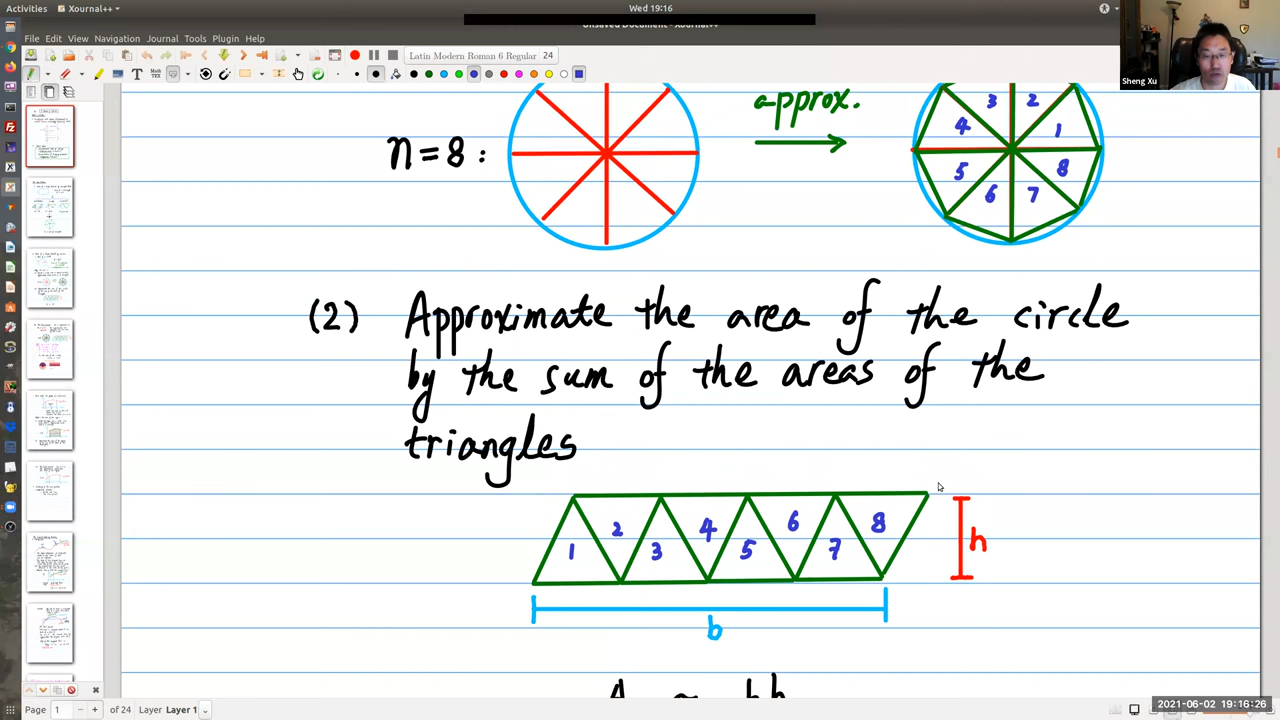 Activities
Xournal++
Wed 19:16
Unsaved Document - Xournal++
File Edit View Navigation Journal Tools Plugin Help
Latin Modern Roman 6 Regular 24
Sheng Xu
n = 8 :
approx.
3 2
4 1
5 8
6 7
(2) Approximate the area of the circle
by the sum of the areas of the
triangles
1 2 3 4 5 6 7 8
h
b
Page 1 of 24 Layer Layer 1
2021-06-02 19:16:26